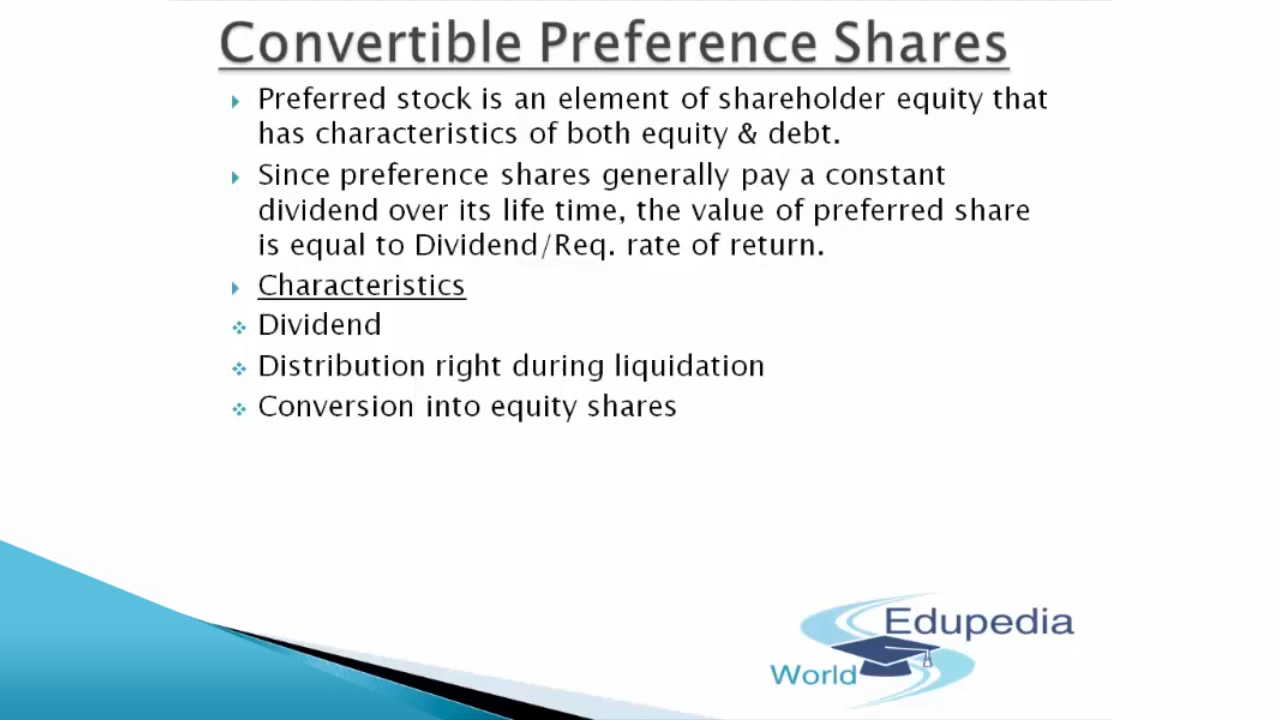 Convertible Preference Shares
Preferred stock is an element of shareholder equity that
has characteristics of both equity & debt.
Since preference shares generally pay a constant
dividend over its life time, the value of preferred share
is equal to Dividend/Req. rate of return.
Characteristics
Dividend
Distribution right during liquidation
Conversion into equity shares
Edupedia
World